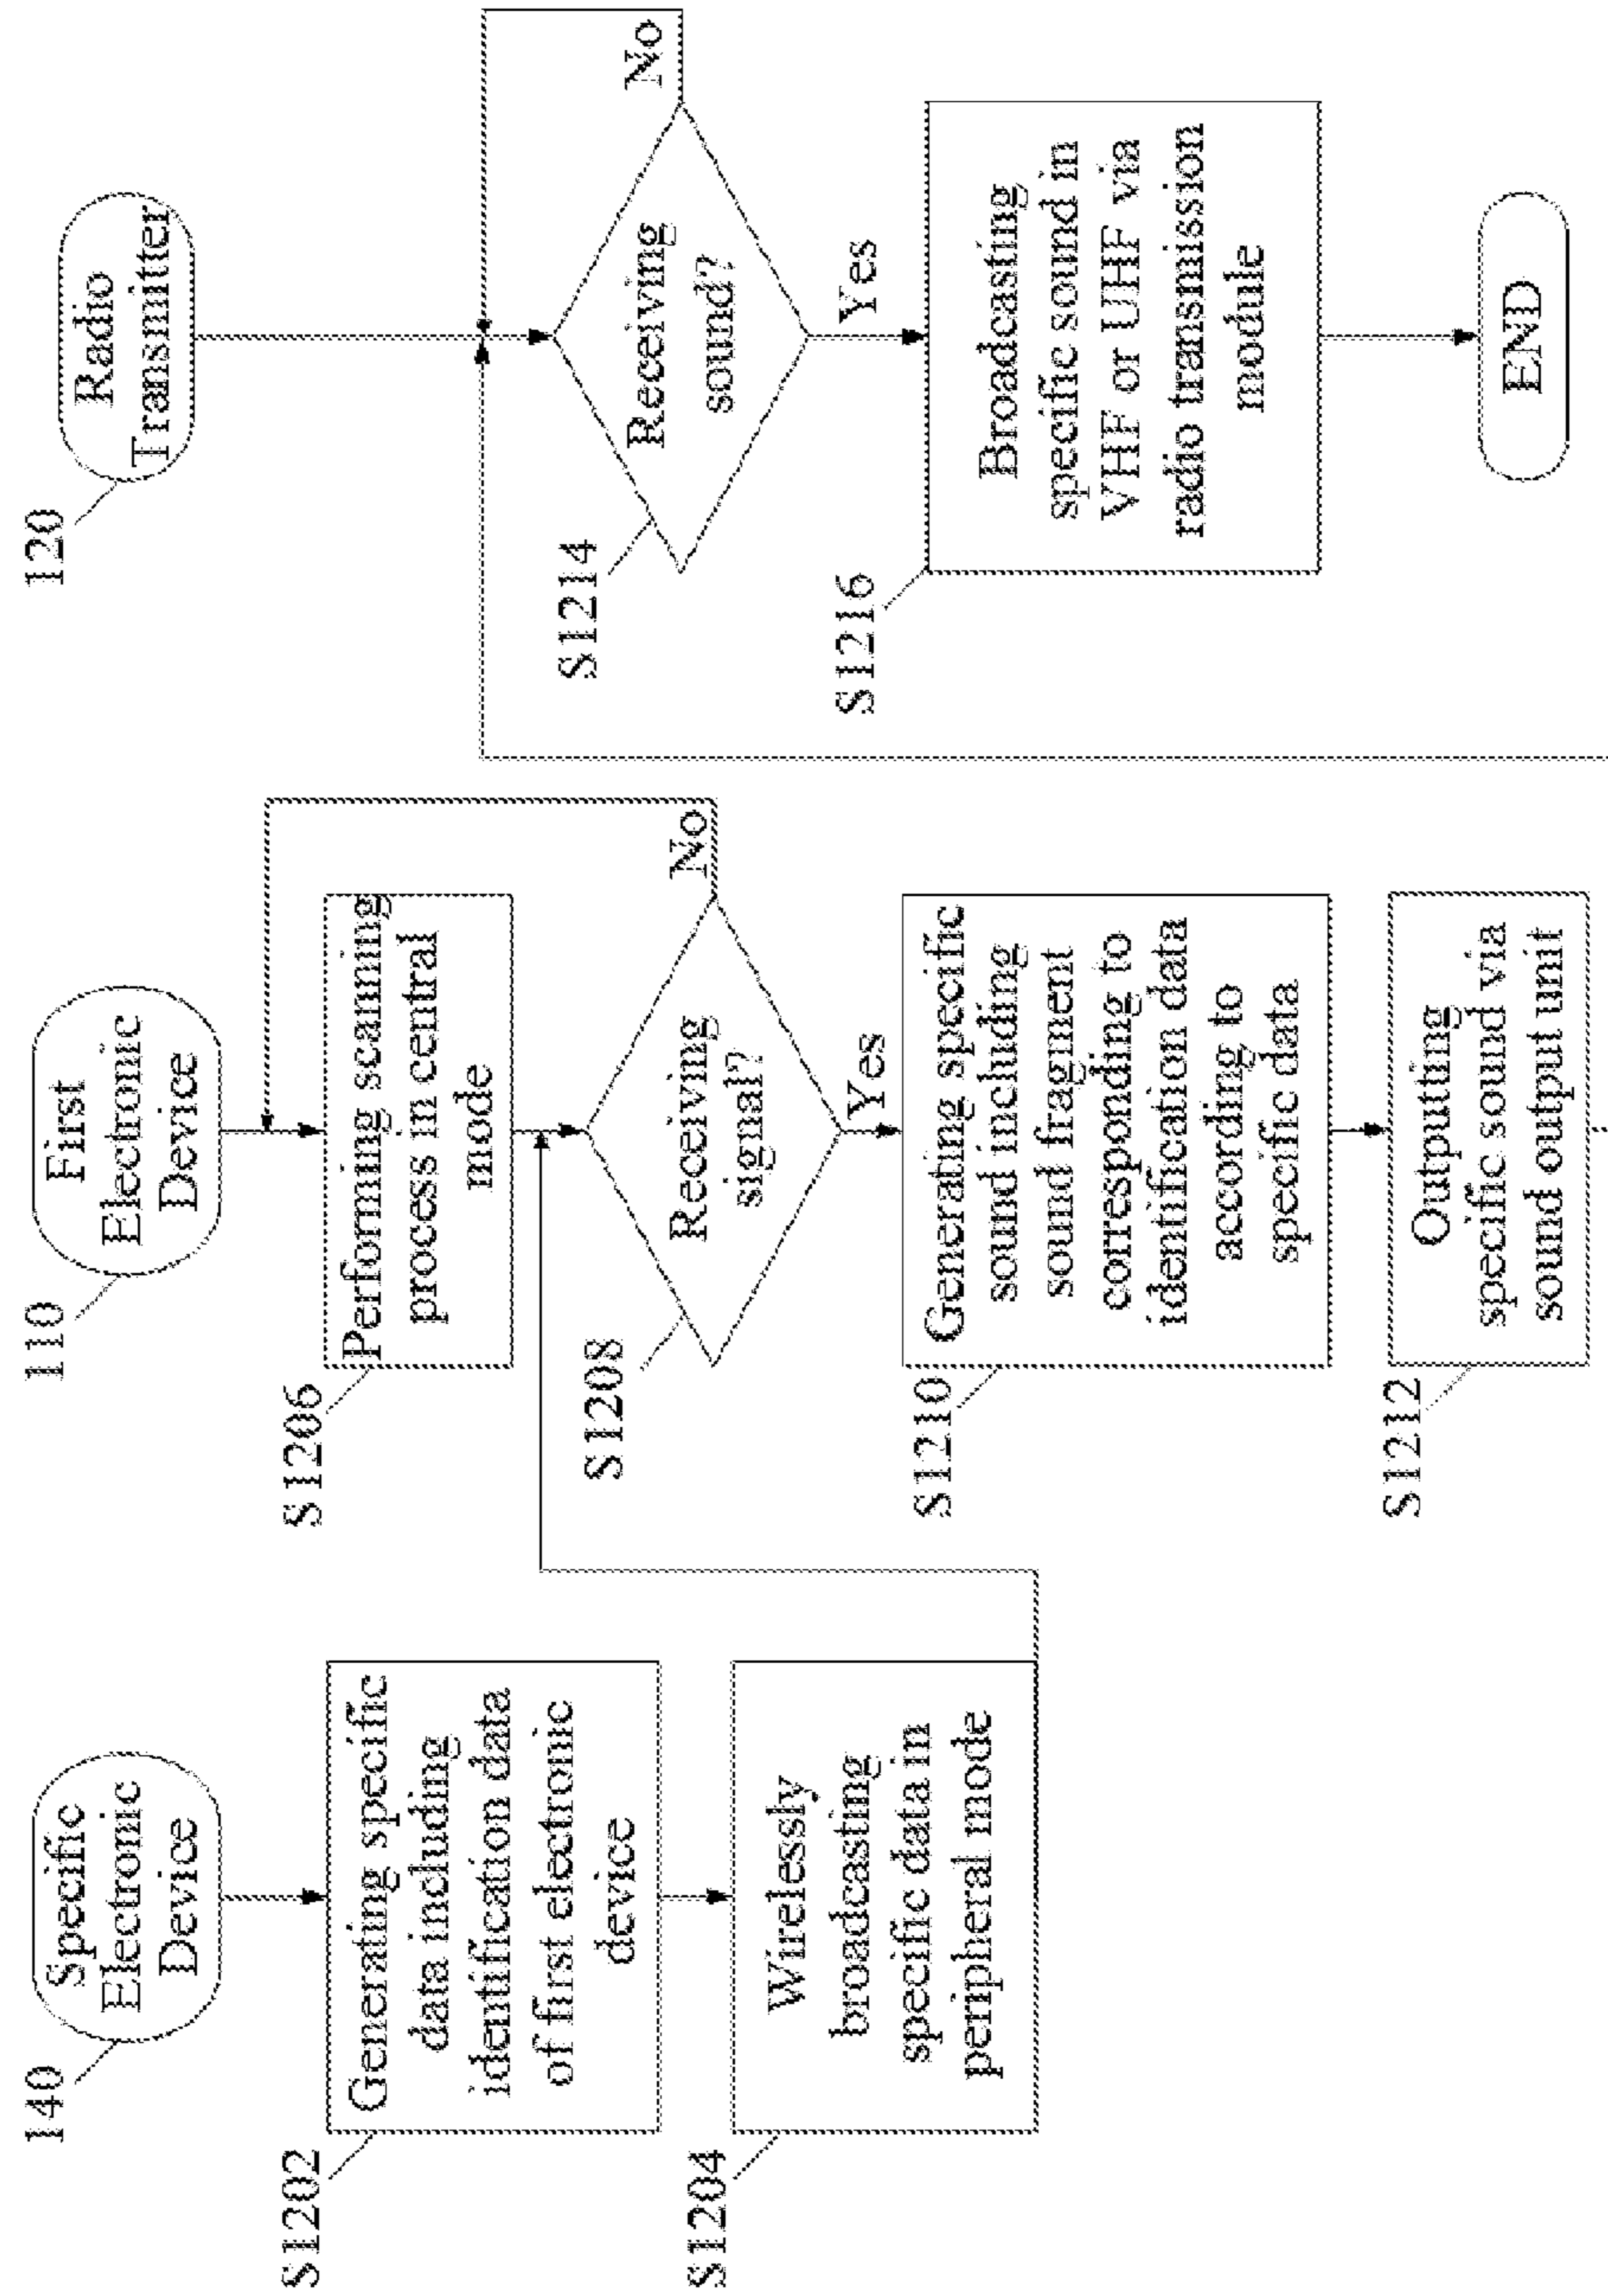 140
Specific
Electronic
Device
S1202
Generating specific
data including
identification data
of first electronic
device
S1204
Wirelessly
broadcasting
specific data in
peripheral mode
110
First
Electronic
Device
S1206
Performing scanning
process in central
mode
S1208
Receiving
signal?
No
Yes
S1210
Generating specific
sound including
sound fragment
corresponding to
identification data
according to
specific data
S1212
Outputing
specific sound via
sound output unit
120
Radio
Transmitter
S1214
Receiving
sound?
No
Yes
S1216
Broadcasting
specific sound in
VHF or UHF via
radio transmission
module
END